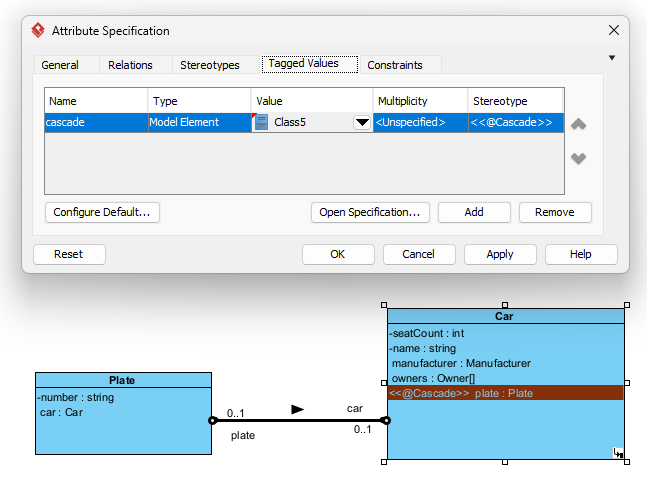 Attribute Specification
General Relations Stereotypes Tagged Values Constraints
Name Type Value Multiplicity Stereotype
cascade Model Element Class5 <Unspecified> <<@Cascade>>
Configure Default... Open Specification... Add Remove
Reset OK Cancel Apply Help
Car
-seatCount : int
-name : string
manufacturer : Manufacturer
owners : Owner[]
<<@Cascade>> plate : Plate
Plate
-number : string
car : Car
0..1
plate
car
0..1